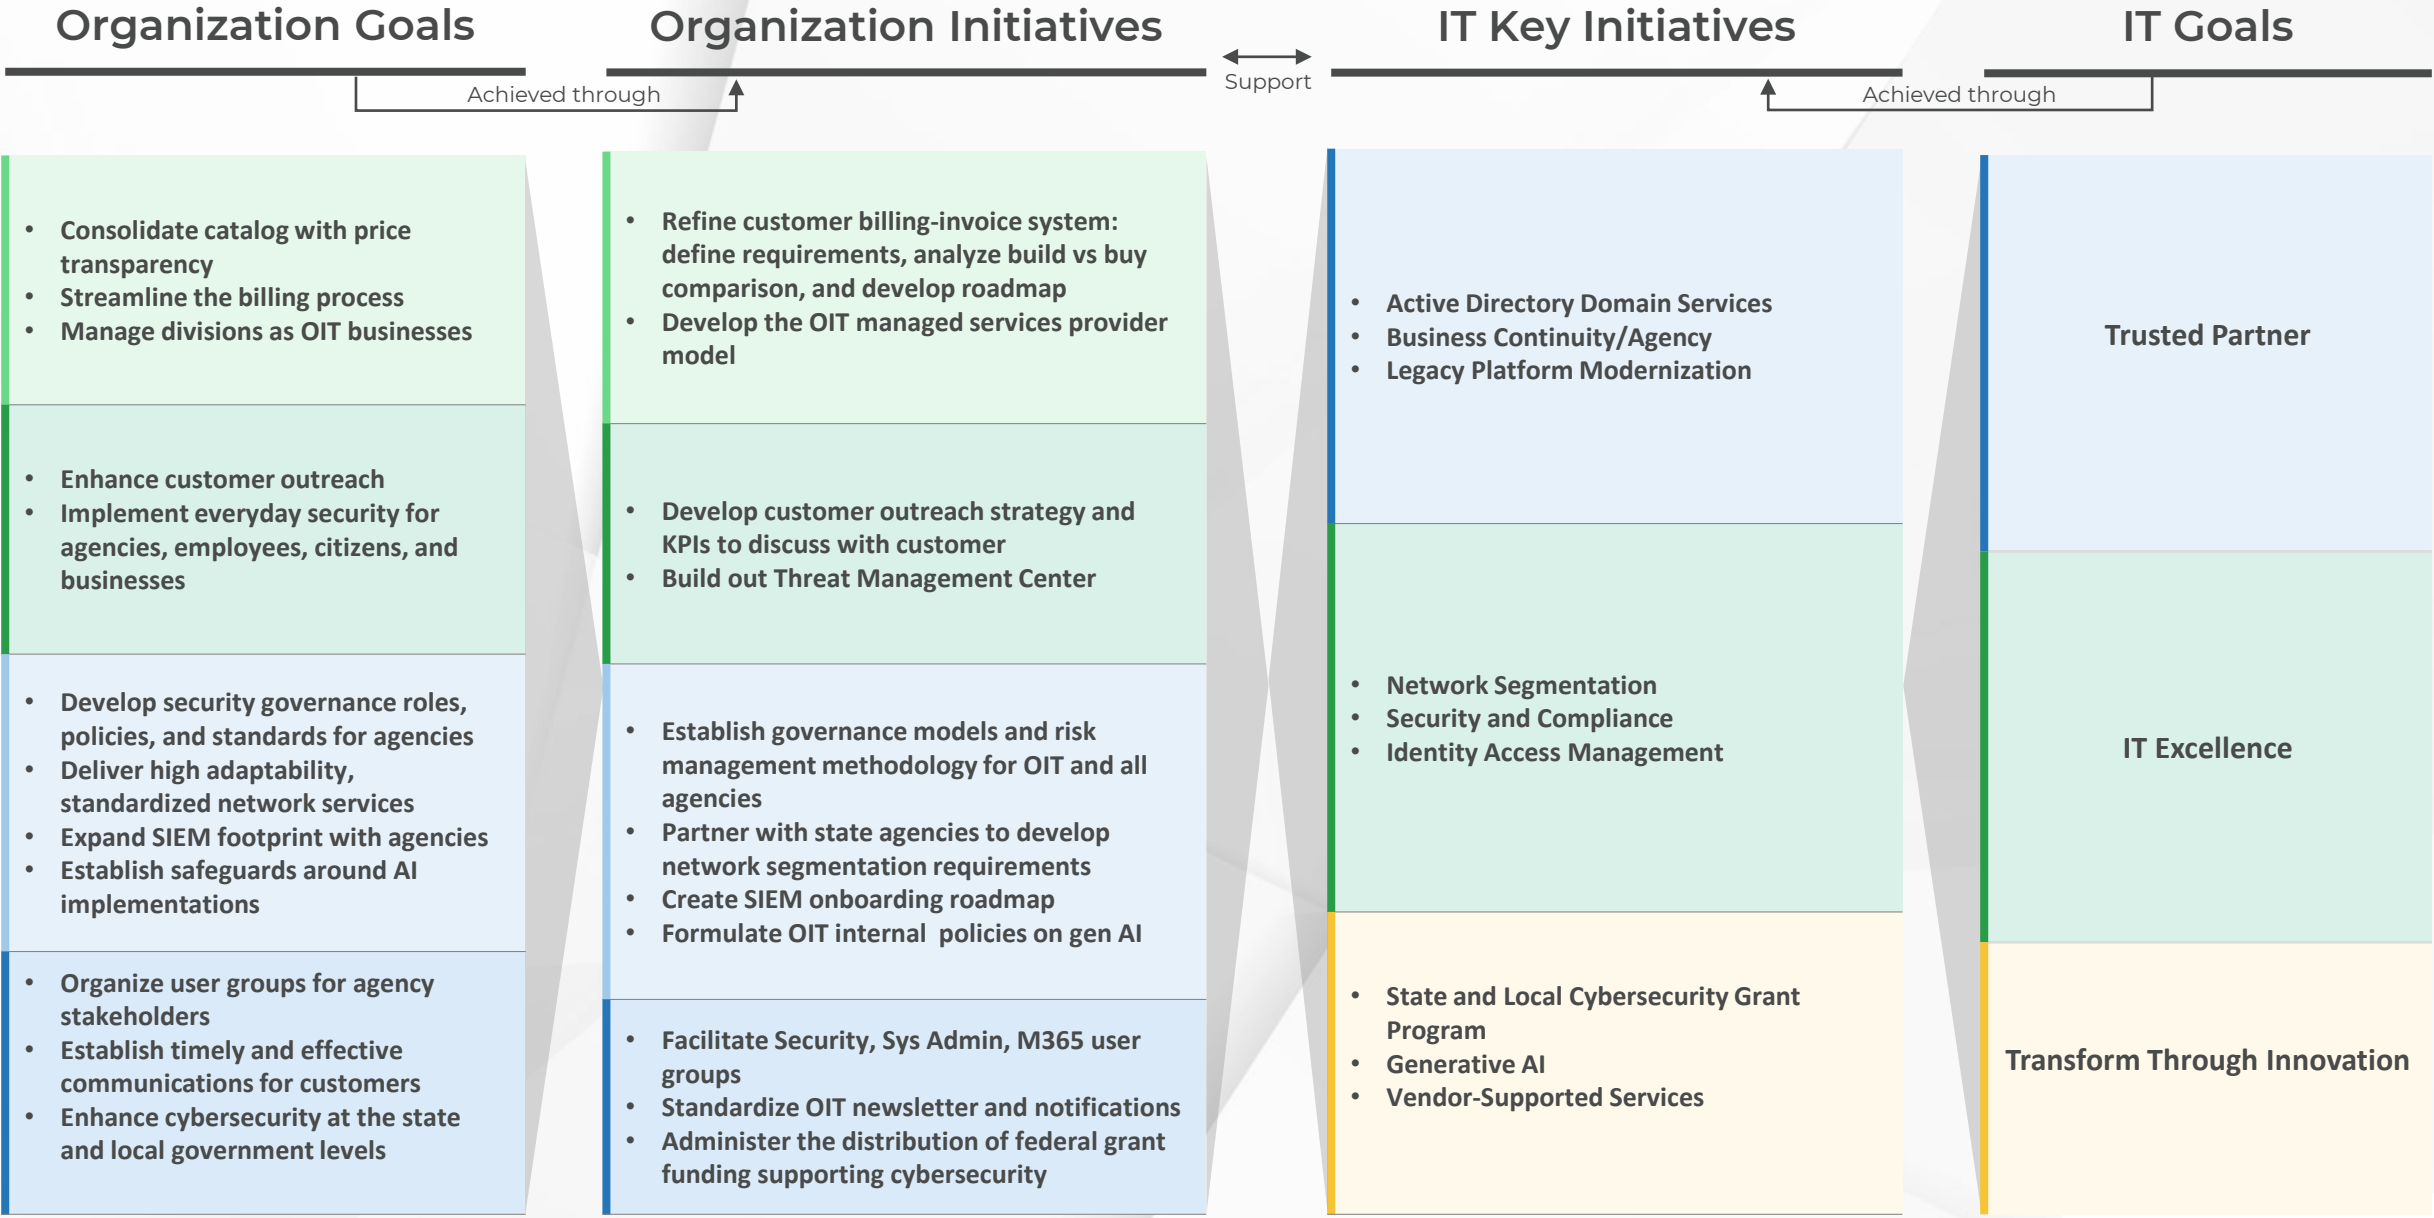 Organization Goals
Organization Initiatives
IT Key Initiatives
IT Goals
Achieved through
Support
Achieved through
• Consolidate catalog with price
transparency
• Streamline the billing process
• Manage divisions as OIT businesses
• Enhance customer outreach
• Implement everyday security for
agencies, employees, citizens, and
businesses
• Develop security governance roles,
policies, and standards for agencies
• Deliver high adaptability,
standardized network services
• Expand SIEM footprint with agencies
• Establish safeguards around AI
implementations
• Organize user groups for agency
stakeholders
• Establish timely and effective
communications for customers
• Enhance cybersecurity at the state
and local government levels
• Refine customer billing-invoice system:
define requirements, analyze build vs buy
comparison, and develop roadmap
• Develop the OIT managed services provider
model
• Develop customer outreach strategy and
KPIs to discuss with customer
• Build out Threat Management Center
• Establish governance models and risk
management methodology for OIT and all
agencies
• Partner with state agencies to develop
network segmentation requirements
• Create SIEM onboarding roadmap
• Formulate OIT internal  policies on gen AI
• Facilitate Security, Sys Admin, M365 user
groups
• Standardize OIT newsletter and notifications
• Administer the distribution of federal grant
funding supporting cybersecurity
• Active Directory Domain Services
• Business Continuity/Agency
• Legacy Platform Modernization
• Network Segmentation
• Security and Compliance
• Identity Access Management
• State and Local Cybersecurity Grant
Program
• Generative AI
• Vendor-Supported Services
Trusted Partner
IT Excellence
Transform Through Innovation